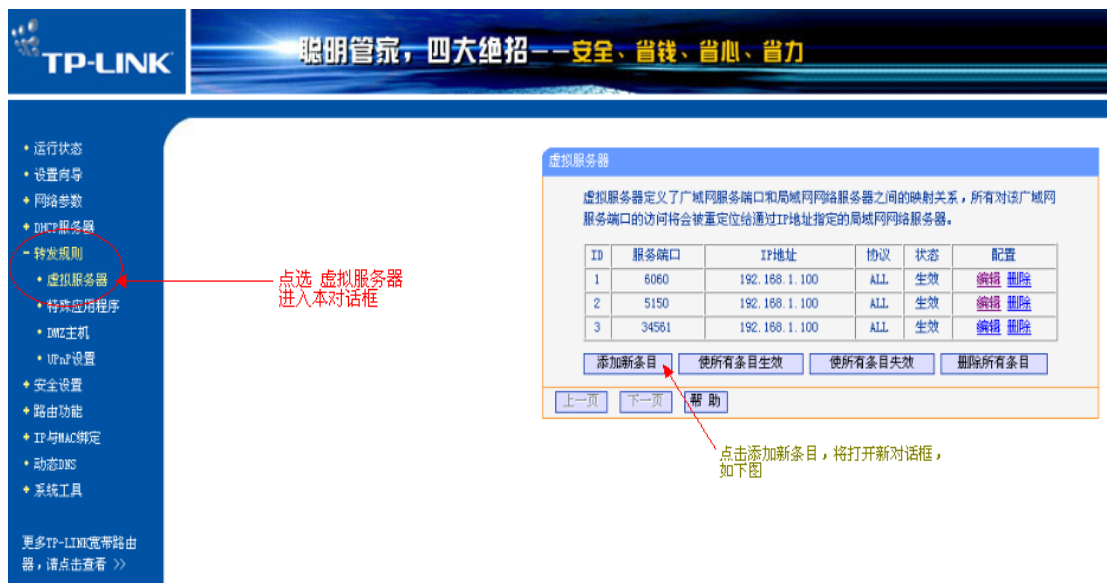 TP-LINK
聪明管家，四大绝招——安全、省钱、省心、省力
• 运行状态
• 设置向导
+ 网络参数
+ DHCP服务器
- 转发规则
• 虚拟服务器
• 特殊应用程序
• DMZ主机
• UPnP设置
+ 安全设置
+ 路由功能
+ IP与MAC绑定
• 动态DNS
+ 系统工具
更多TP-LINK宽带路由
器，请点击查看 >>
点选 虚拟服务器
进入本对话框
虚拟服务器
虚拟服务器定义了广域网服务端口和局域网网络服务器之间的映射关系，所有对该广域网
服务端口的访问将会被重定位给通过IP地址指定的局域网网络服务器。
ID 服务端口 IP地址 协议 状态 配置
1 6060 192.168.1.100 ALL 生效 编辑 删除
2 5150 192.168.1.100 ALL 生效 编辑 删除
3 34561 192.168.1.100 ALL 生效 编辑 删除
添加新条目 使所有条目生效 使所有条目失效 删除所有条目
上一页 下一页 帮 助
点击添加新条目，将打开新对话框，
如下图